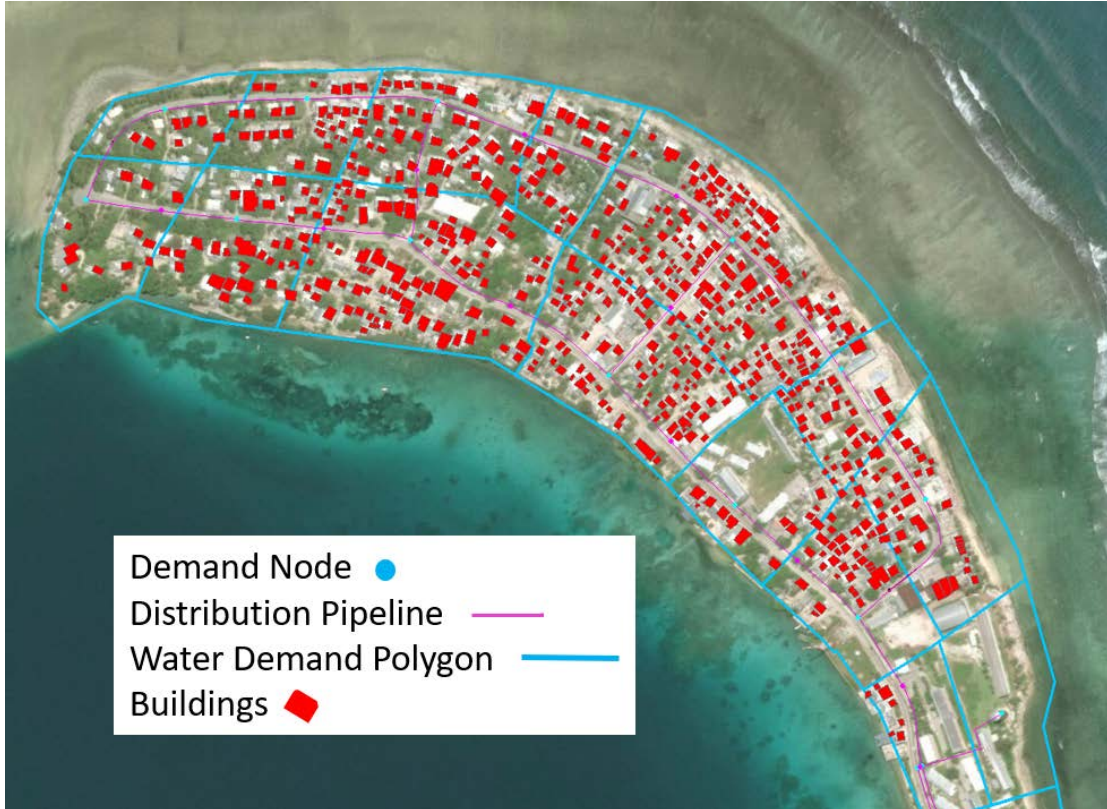 Demand Node
Distribution Pipeline
Water Demand Polygon
Buildings